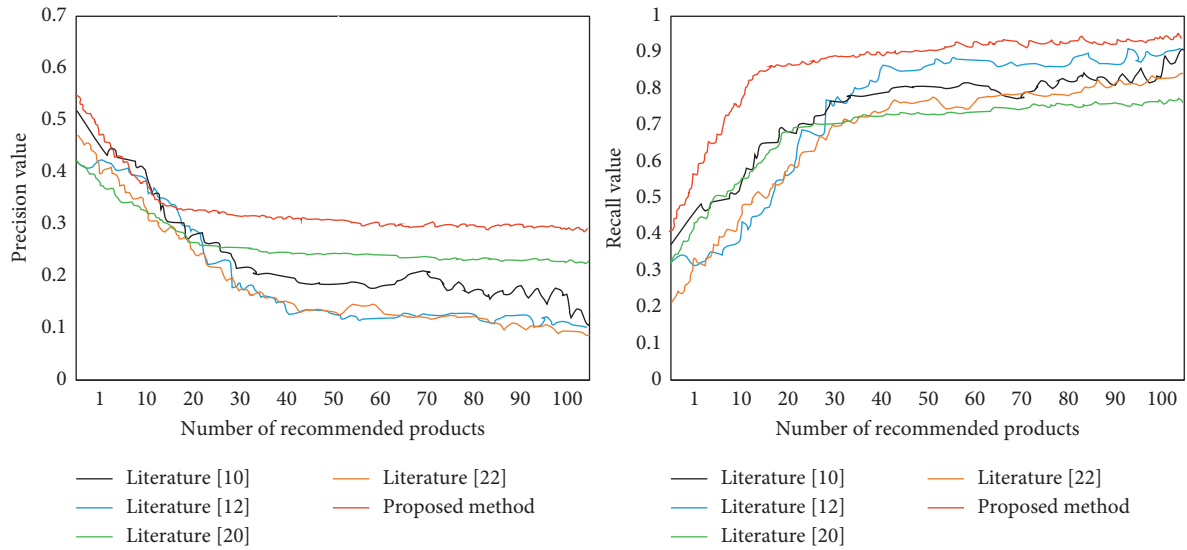 0.7
0.6
0.5
0.4
0.3
0.2
0.1
0
Precision value
1 10 20 30 40 50 60 70 80 90 100
Number of recommended products
Literature [10]
Literature [12]
Literature [20]
Literature [22]
Proposed method
1
0.9
0.8
0.7
0.6
0.5
0.4
0.3
0.2
0.1
0
Recall value
1 10 20 30 40 50 60 70 80 90 100
Number of recommended products
Literature [10]
Literature [12]
Literature [20]
Literature [22]
Proposed method